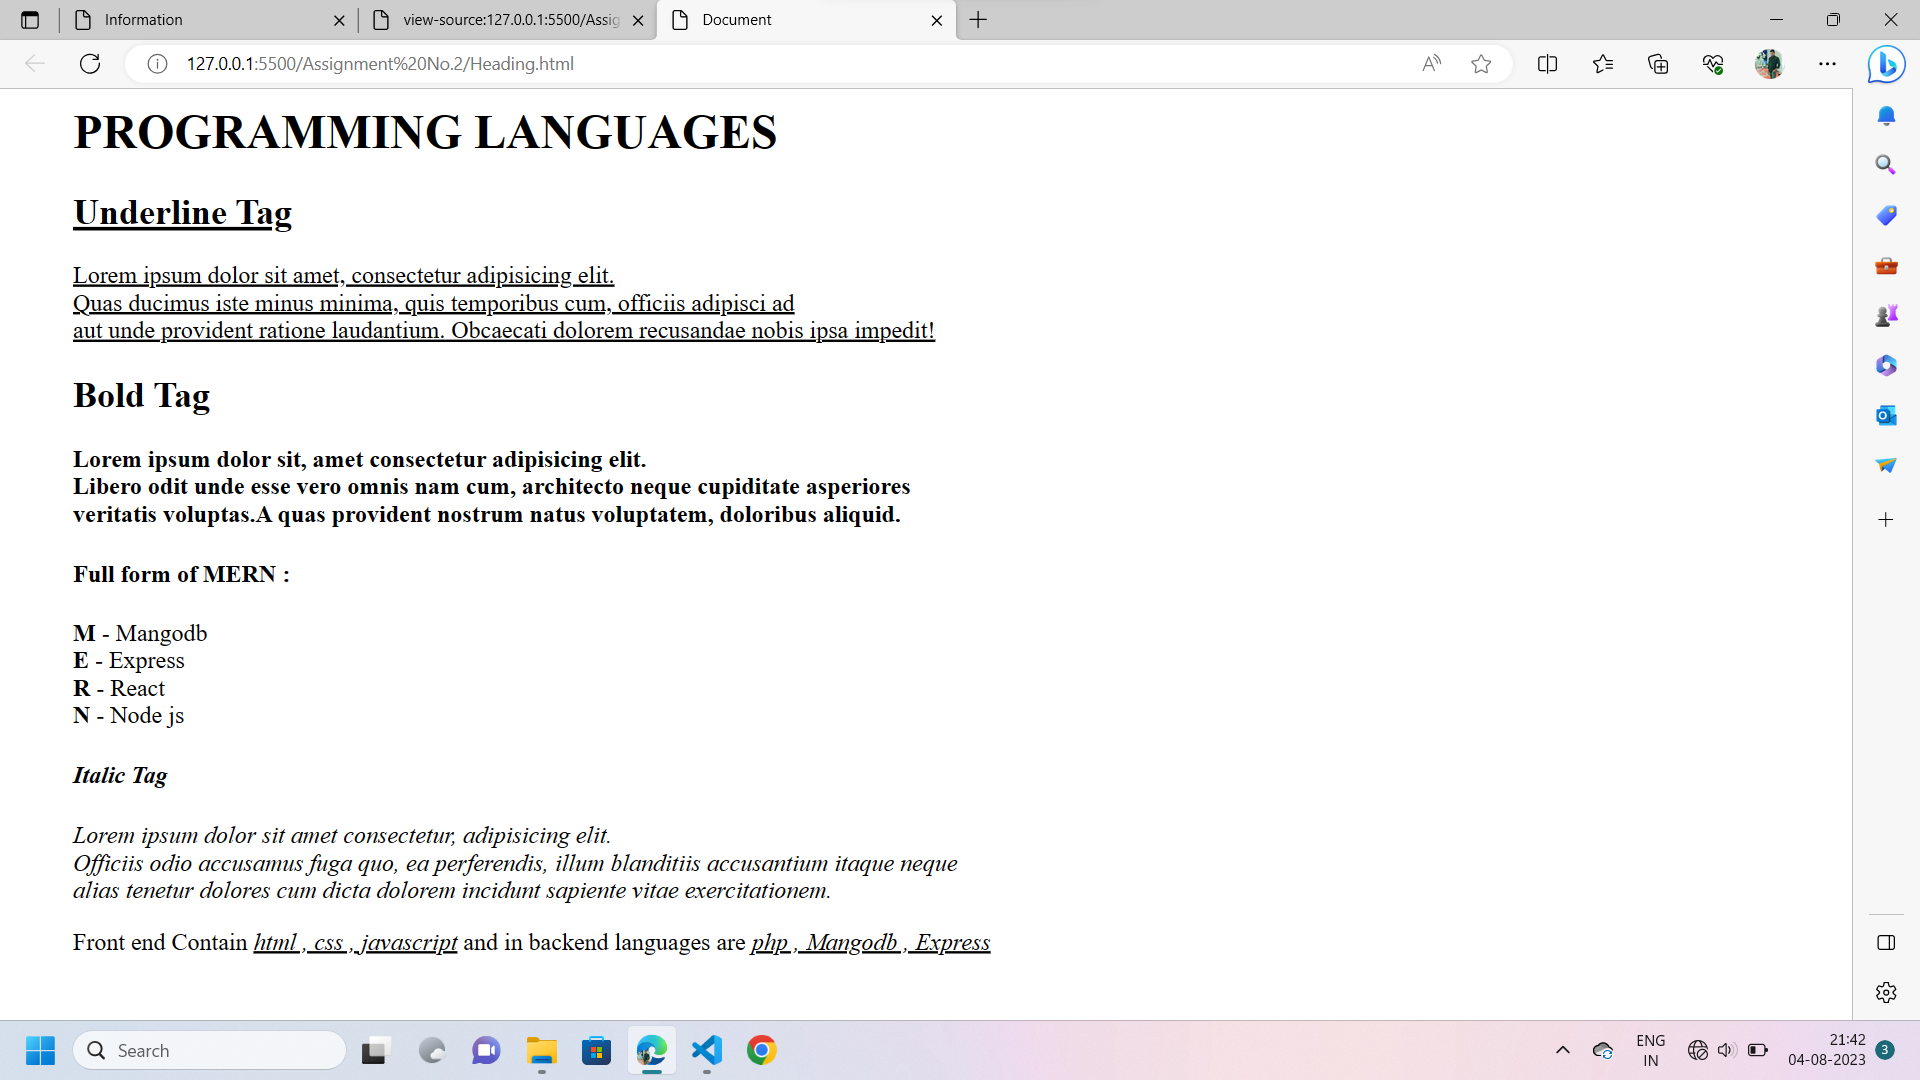 Information
view-source:127.0.0.1:5500/Assig
Document
127.0.0.1:5500/Assignment%20No.2/Heading.html
PROGRAMMING LANGUAGES
Underline Tag
Lorem ipsum dolor sit amet, consectetur adipisicing elit.
Quas ducimus iste minus minima, quis temporibus cum, officiis adipisci ad
aut unde provident ratione laudantium. Obcaecati dolorem recusandae nobis ipsa impedit!
Bold Tag
Lorem ipsum dolor sit, amet consectetur adipisicing elit.
Libero odit unde esse vero omnis nam cum, architecto neque cupiditate asperiores
veritatis voluptas.A quas provident nostrum natus voluptatem, doloribus aliquid.
Full form of MERN :
M - Mangodb
E - Express
R - React
N - Node js
Italic Tag
Lorem ipsum dolor sit amet consectetur, adipisicing elit.
Officiis odio accusamus fuga quo, ea perferendis, illum blanditiis accusantium itaque neque
alias tenetur dolores cum dicta dolorem incidunt sapiente vitae exercitationem.
Front end Contain html , css , javascript and in backend languages are php , Mangodb , Express
Search
ENG
IN
21:42
04-08-2023
3